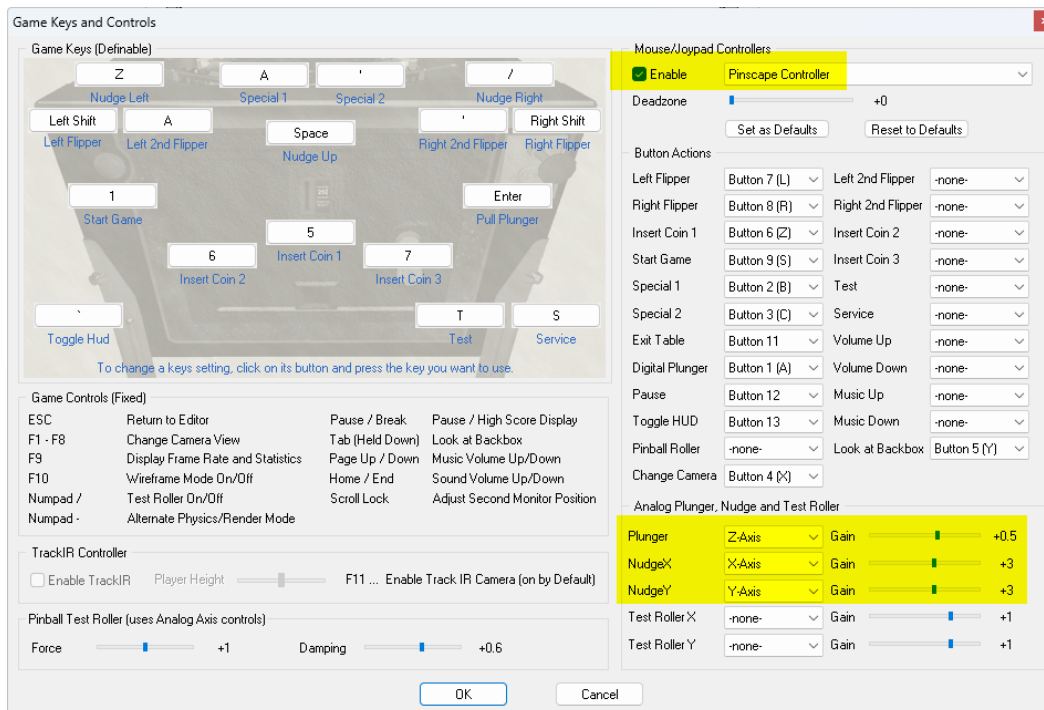 Game Keys and Controls
Game Keys (Definable)
Z
Nudge Left
A
Special 1
'
Special 2
/
Nudge Right
Left Shift
Left Flipper
A
Left 2nd Flipper
Space
Nudge Up
'
Right 2nd Flipper
Right Shift
Right Flipper
1
Start Game
Enter
Pull Plunger
5
Insert Coin 1
6
Insert Coin 2
7
Insert Coin 3
`
Toggle Hud
T
Test
S
Service
To change a keys setting, click on its button and press the key you want to use.
Game Controls (Fixed)
ESC Return to Editor Pause / Break Pause / High Score Display
F1 - F8 Change Camera View Tab (Held Down) Look at Backbox
F9 Display Frame Rate and Statistics Page Up / Down Music Volume Up/Down
F10 Wireframe Mode On/Off Home / End Sound Volume Up/Down
Numpad / Test Roller On/Off Scroll Lock Adjust Second Monitor Position
Numpad - Alternate Physics/Render Mode
TrackIR Controller
Enable TrackIR Player Height F11 ... Enable Track IR Camera (on by Default)
Pinball Test Roller (uses Analog Axis controls)
Force +1 Damping +0.6
Mouse/Joypad Controllers
Enable Pinscape Controller
Deadzone +0
Set as Defaults Reset to Defaults
Button Actions
Left Flipper Button 7 (L) Left 2nd Flipper -none-
Right Flipper Button 8 (R) Right 2nd Flipper -none-
Insert Coin 1 Button 6 (Z) Insert Coin 2 -none-
Start Game Button 9 (S) Insert Coin 3 -none-
Special 1 Button 2 (B) Test -none-
Special 2 Button 3 (C) Service -none-
Exit Table Button 11 Volume Up -none-
Digital Plunger Button 1 (A) Volume Down -none-
Pause Button 12 Music Up -none-
Toggle HUD Button 13 Music Down -none-
Pinball Roller -none- Look at Backbox Button 5 (Y)
Change Camera Button 4 (X)
Analog Plunger, Nudge and Test Roller
Plunger Z-Axis Gain +0.5
NudgeX X-Axis Gain +3
NudgeY Y-Axis Gain +3
Test Roller X -none- Gain +1
Test Roller Y -none- Gain +1
OK Cancel